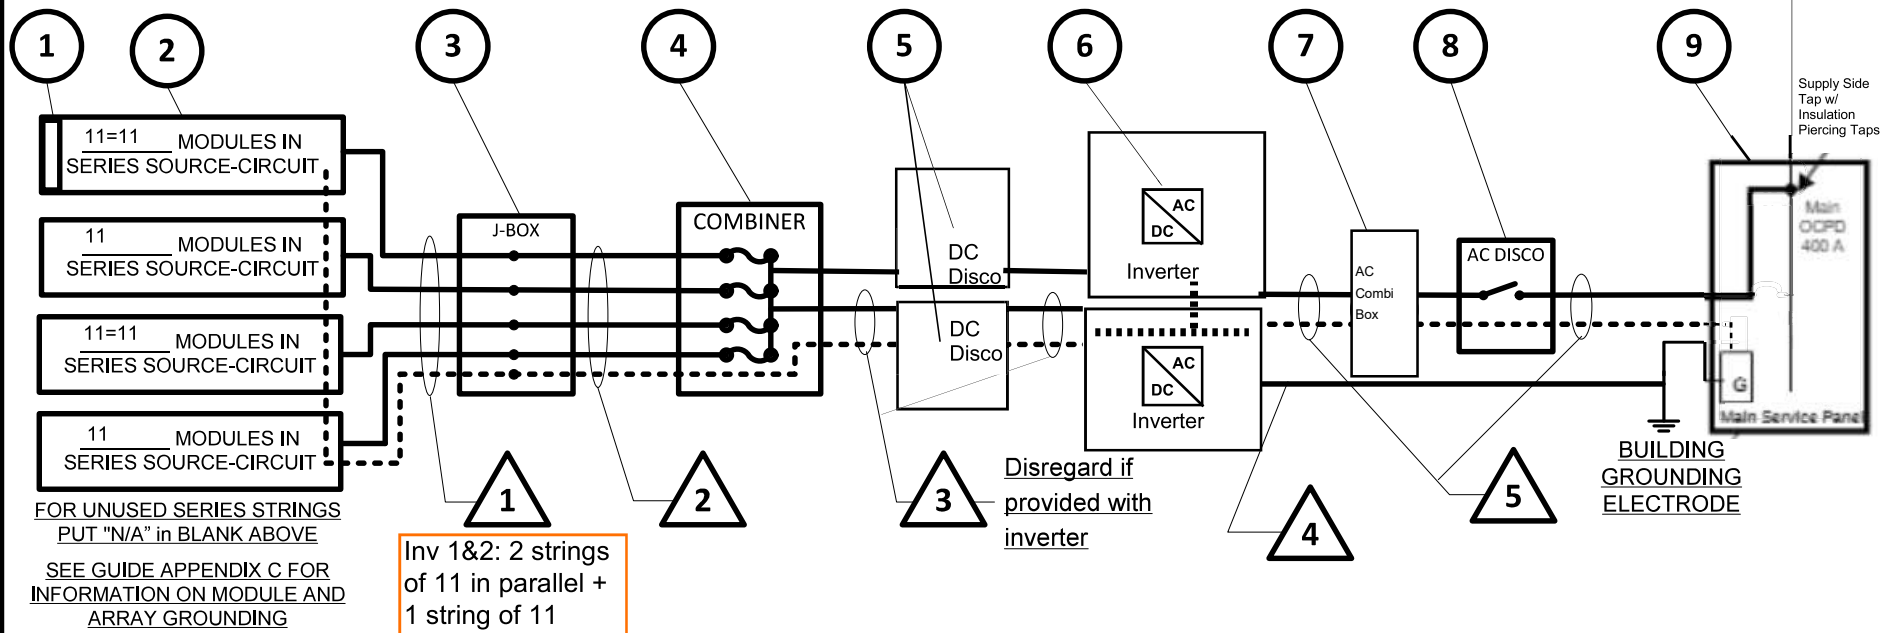 1
2
3
4
5
6
7
8
9
Supply Side
Tap w/
Insulation
Piercing Taps
11=11 MODULES IN
SERIES SOURCE-CIRCUIT
11 MODULES IN
SERIES SOURCE-CIRCUIT
11=11 MODULES IN
SERIES SOURCE-CIRCUIT
11 MODULES IN
SERIES SOURCE-CIRCUIT
FOR UNUSED SERIES STRINGS
PUT "N/A” in BLANK ABOVE
SEE GUIDE APPENDIX C FOR
INFORMATION ON MODULE AND
ARRAY GROUNDING
J-BOX
COMBINER
DC
Disco
DC
Disco
AC
DC
Inverter
AC
DC
Inverter
AC
Combi
Box
AC DISCO
Main
OCPD
400 A
G
Main Service Panel
BUILDING
GROUNDING
ELECTRODE
1
2
3
Disregard if
provided with
inverter
4
5
Inv 1&2: 2 strings
of 11 in parallel +
1 string of 11